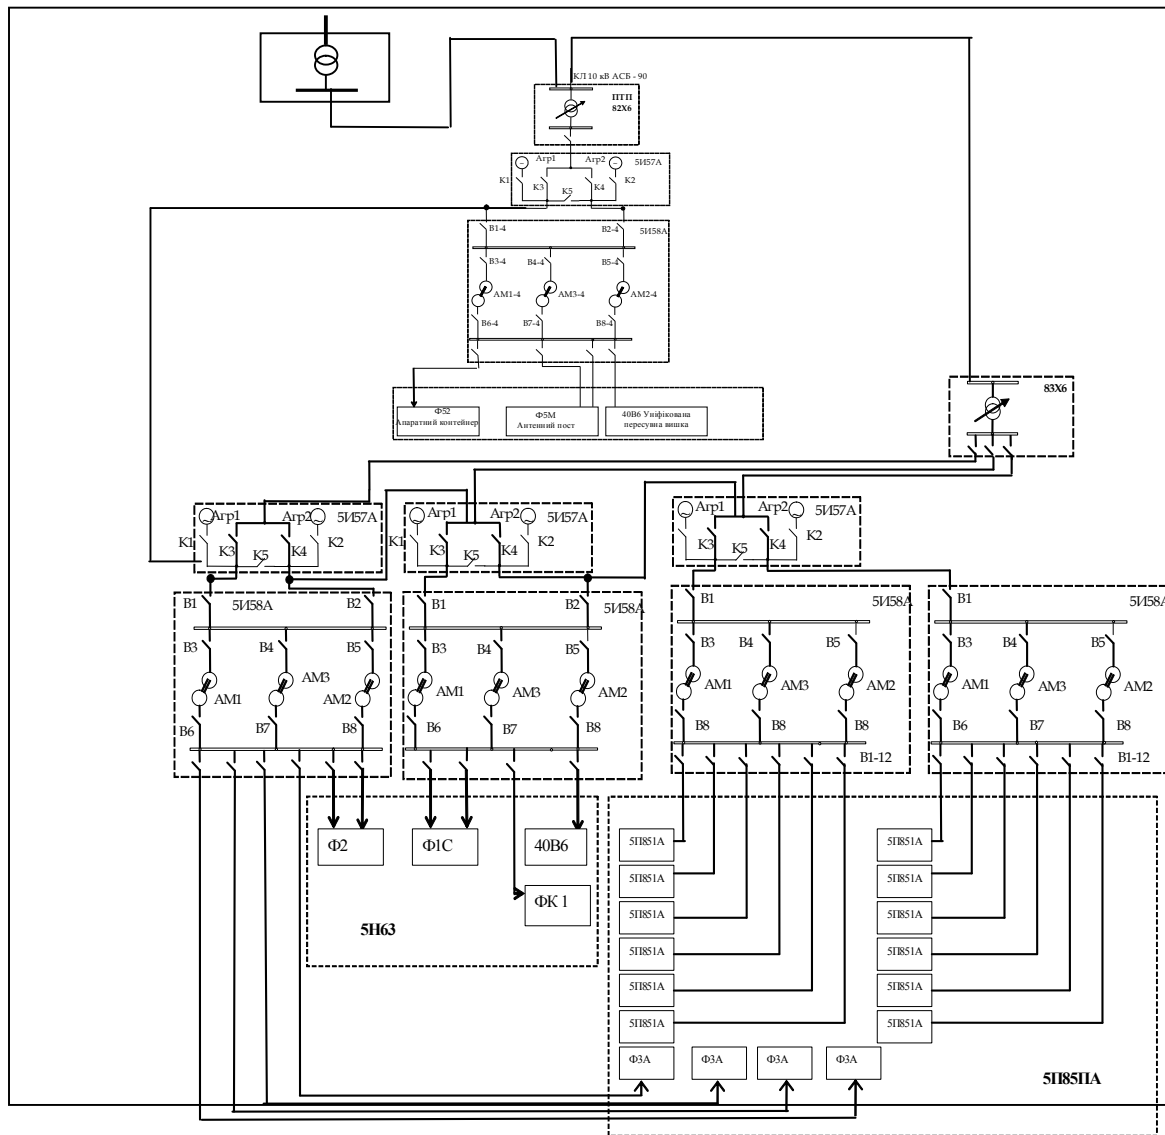 КЛ 10 кВ АСБ - 90
ПТП
82Х6
Агр1
Агр2
5И57А
К1
К3
К5
К4
К2
В1-4
В2-4
5И58А
В3-4
В4-4
В5-4
АМ1-4
АМ3-4
АМ2-4
В6-4
В7-4
В8-4
Ф52
Апаратний контейнер
Ф5М
Антенний пост
40В6 Уніфікована
пересувна вишка
83Х6
Агр1
Агр2
5И57А
К1
К3
К5
К4
К2
Агр1
Агр2
5И57А
К1
К3
К5
К4
К2
Агр1
Агр2
5И57А
К3
К5
К4
К2
В1
5И58А
В2
В3
В4
В5
АМ1
АМ3
АМ2
В6
В7
В8
В1
В2
5И58А
В3
В4
В5
АМ1
АМ3
АМ2
В6
В7
В8
В1
5И58А
В3
В4
В5
АМ1
АМ3
АМ2
В8
В8
В8
В1-12
В1
5И58А
В3
В4
В5
АМ1
АМ3
АМ2
В6
В7
В8
В1-12
Ф2
Ф1С
40В6
ФК 1
5Н63
5П851А
5П851А
5П851А
5П851А
5П851А
5П851А
5П851А
5П851А
5П851А
5П851А
5П851А
5П851А
Ф3А
Ф3А
Ф3А
Ф3А
5П85ПА